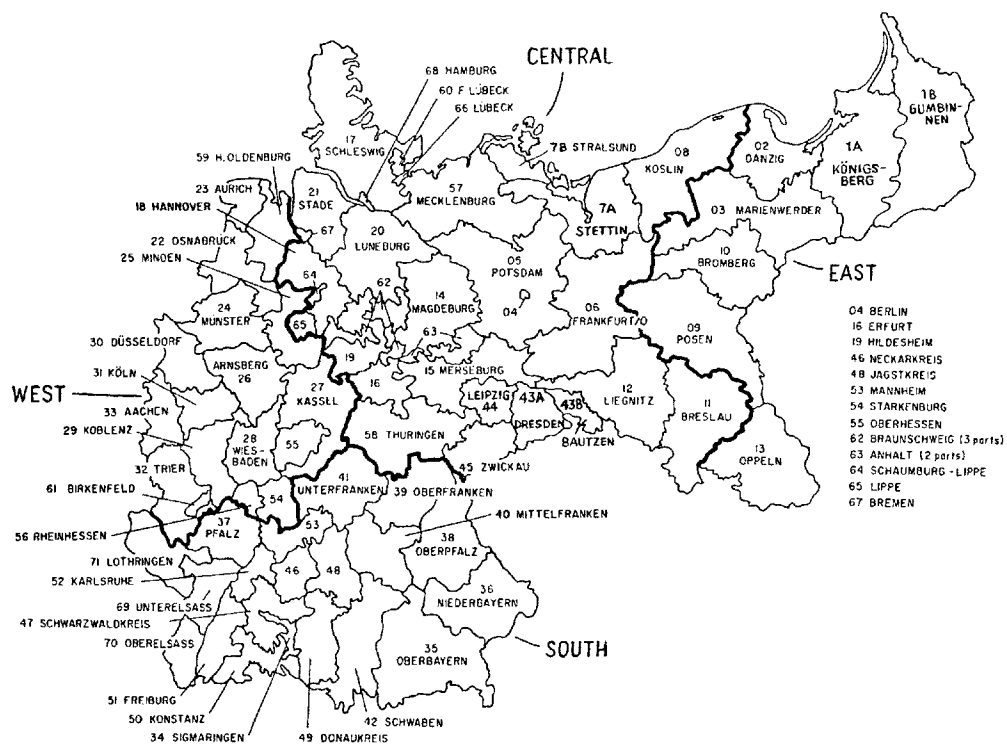 CENTRAL
68 HAMBURG
60 F LÜBECK
66 LÜBECK
7B STRALSUND
1B
GUMBIN-
NEN
17
SCHLESWIG
08
KÖSLIN
02
DANZIG
1A
KÖNIGS-
BERG
59 H.OLDENBURG
57
MECKLENBURG
23 AURICH
21
STADE
18 HANNOVER
7A
STETTIN
03 MARIENWERDER
67
20
LÜNEBURG
22 OSNABRÜCK
25 MINDEN
05
POTSDAM
10
BROMBERG
EAST
64
62
14
MAGDEBURG
04
06
FRANKFURT/O
24
MÜNSTER
65
63
09
POSEN
30 DÜSSELDORF
ARNSBERG
26
19
15 MERSEBURG
16
31 KÖLN
27
KASSEL
LEIPZIG
44
43A
DRESDEN
43B
BAUTZEN
12
LIEGNITZ
11
BRESLAU
WEST
33 AACHEN
29 KOBLENZ
28
WIES-
BADEN
55
58 THURINGEN
13
OPPELN
32 TRIER
45 ZWICKAU
41
UNTERFRANKEN
39 OBERFRANKEN
61 BIRKENFELD
54
40 MITTELFRANKEN
56 RHEINHESSEN
37
PFALZ
53
38
OBERPFALZ
71 LOTHRINGEN
52 KARLSRUHE
46
48
36
NIEDERBAYERN
69 UNTERELSASS
47 SCHWARZWALDKREIS
70 OBERELSASS
SOUTH
35
OBERBAYERN
51 FREIBURG
50 KONSTANZ
34 SIGMARINGEN
49 DONAUKREIS
42 SCHWABEN
04 BERLIN
16 ERFURT
19 HILDESHEIM
46 NECKARKREIS
48 JAGSTKREIS
53 MANNHEIM
54 STARKENBURG
55 OBERHESSEN
62 BRAUNSCHWEIG (3 parts)
63 ANHALT (2 parts)
64 SCHAUMBURG-LIPPE
65 LIPPE
67 BREMEN